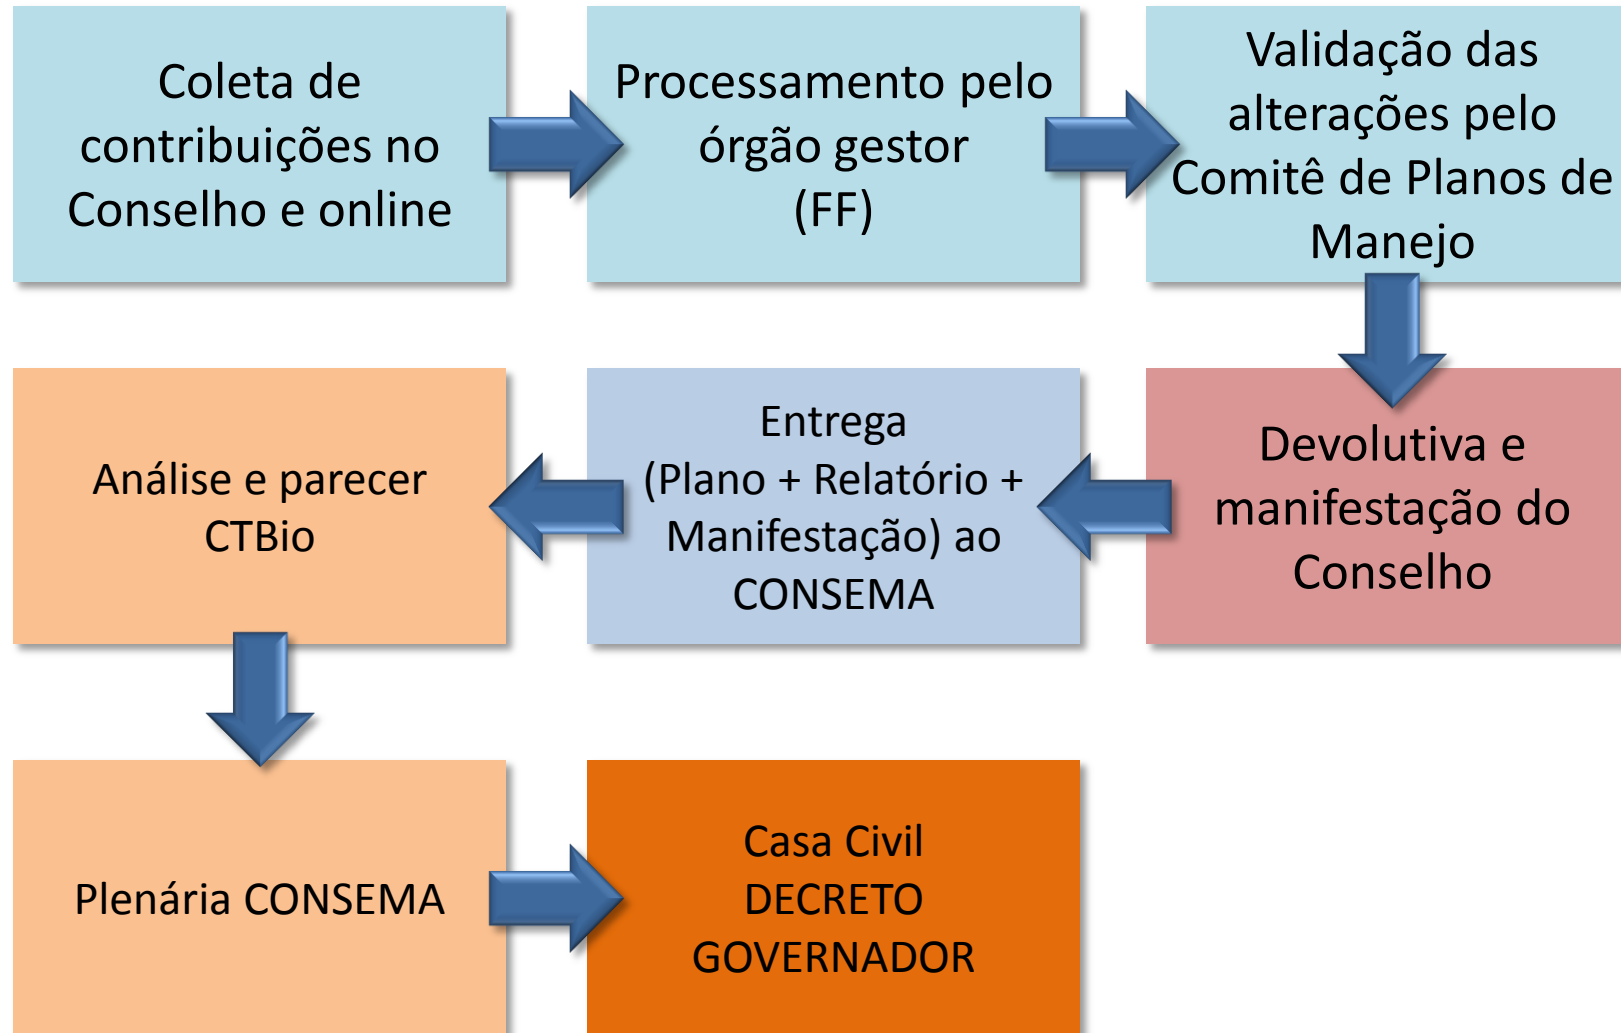 Coleta de
contribuições no
Conselho e online
Processamento pelo
órgão gestor
(FF)
Validação das
alterações pelo
Comitê de Planos de
Manejo
Devolutiva e
manifestação do
Conselho
Entrega
(Plano + Relatório +
Manifestação) ao
CONSEMA
Análise e parecer
CTBio
Plenária CONSEMA
Casa Civil
DECRETO
GOVERNADOR